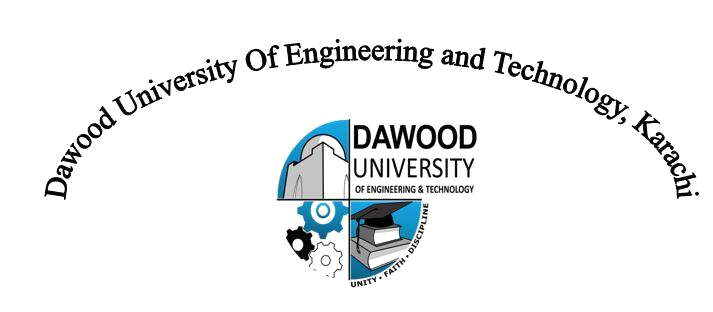 Dawood University Of Engineering and Technology, Karachi
DAWOOD
UNIVERSITY
OF ENGINEERING & TECHNOLOGY
UNITY • FAITH • DISCIPLINE